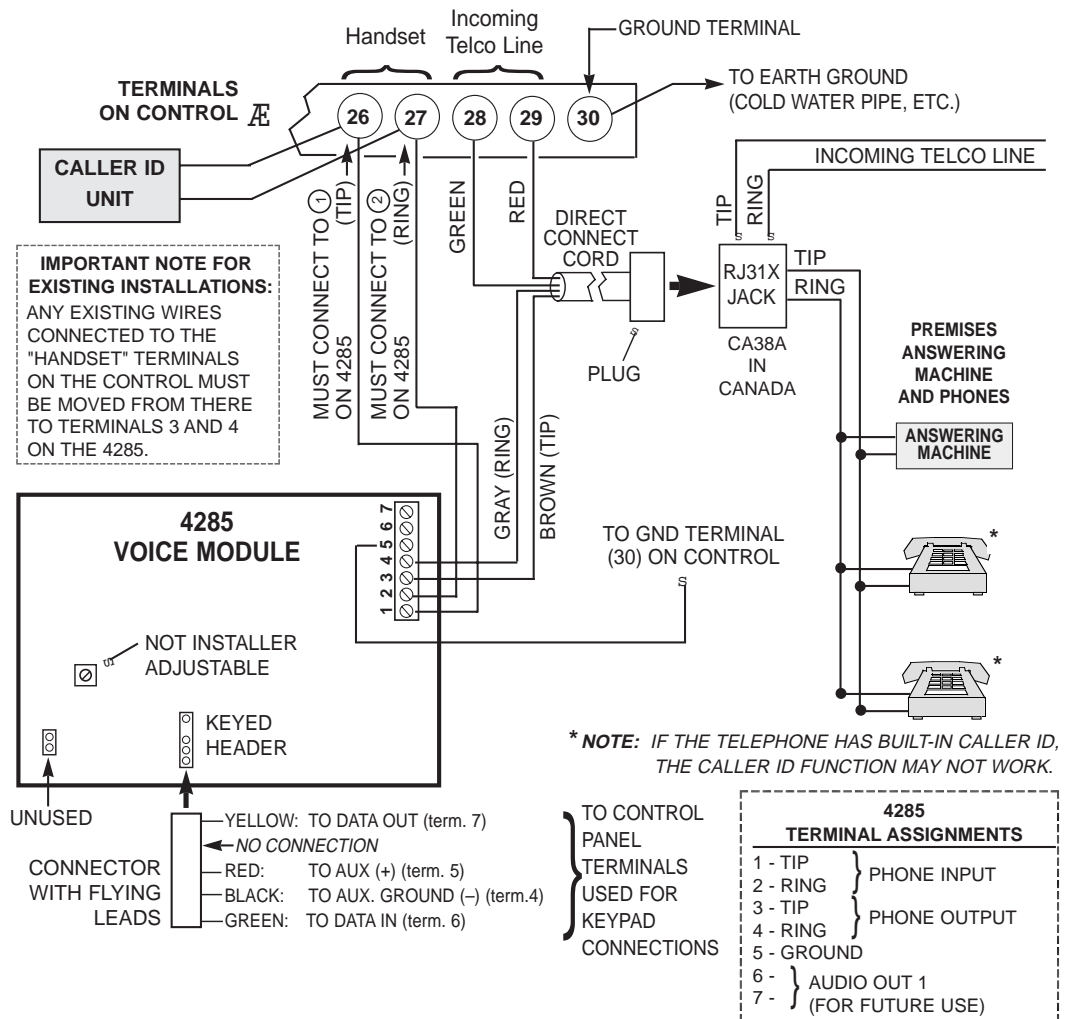 Handset
Incoming
Telco Line
GROUND TERMINAL
TERMINALS
ON CONTROL Æ
26
27
28
29
30
TO EARTH GROUND
(COLD WATER PIPE, ETC.)
CALLER ID
UNIT
MUST CONNECT TO 1
(TIP)
ON 4285
MUST CONNECT TO 2
(RING)
ON 4285
GREEN
RED
DIRECT
CONNECT
CORD
PLUG
INCOMING TELCO LINE
TIP
RING
RJ31X
JACK
TIP
RING
CA38A
IN
CANADA
IMPORTANT NOTE FOR
EXISTING INSTALLATIONS:
ANY EXISTING WIRES
CONNECTED TO THE
"HANDSET" TERMINALS
ON THE CONTROL MUST
BE MOVED FROM THERE
TO TERMINALS 3 AND 4
ON THE 4285.
GRAY (RING)
BROWN (TIP)
PREMISES
ANSWERING
MACHINE
AND PHONES
ANSWERING
MACHINE
*
*
4285
VOICE MODULE
1 2 3 4 5 6 7
TO GND TERMINAL
(30) ON CONTROL
s
s
s
s
s
NOT INSTALLER
ADJUSTABLE
KEYED
HEADER
UNUSED
* NOTE: IF THE TELEPHONE HAS BUILT-IN CALLER ID,
THE CALLER ID FUNCTION MAY NOT WORK.
CONNECTOR
WITH FLYING
LEADS
YELLOW: TO DATA OUT (term. 7)
NO CONNECTION
RED: TO AUX (+) (term. 5)
BLACK: TO AUX. GROUND (–) (term.4)
GREEN: TO DATA IN (term. 6)
TO CONTROL
PANEL
TERMINALS
USED FOR
KEYPAD
CONNECTIONS
4285
TERMINAL ASSIGNMENTS
1 - TIP
2 - RING
PHONE INPUT
3 - TIP
4 - RING
PHONE OUTPUT
5 - GROUND
6 -
7 -
AUDIO OUT 1
(FOR FUTURE USE)